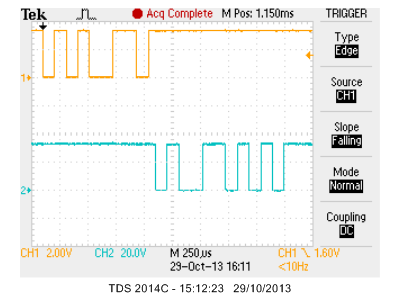 Tek Acq Complete M Pos: 1.150ms TRIGGER
Type
Edge
Source
CH1
Slope
Falling
Mode
Normal
Coupling
DC
1
2
CH1 2.00V CH2 20.0V M 250µs CH1 \ 1.60V
29-Oct-13 16:11 <10Hz
TDS 2014C - 15:12:23 29/10/2013